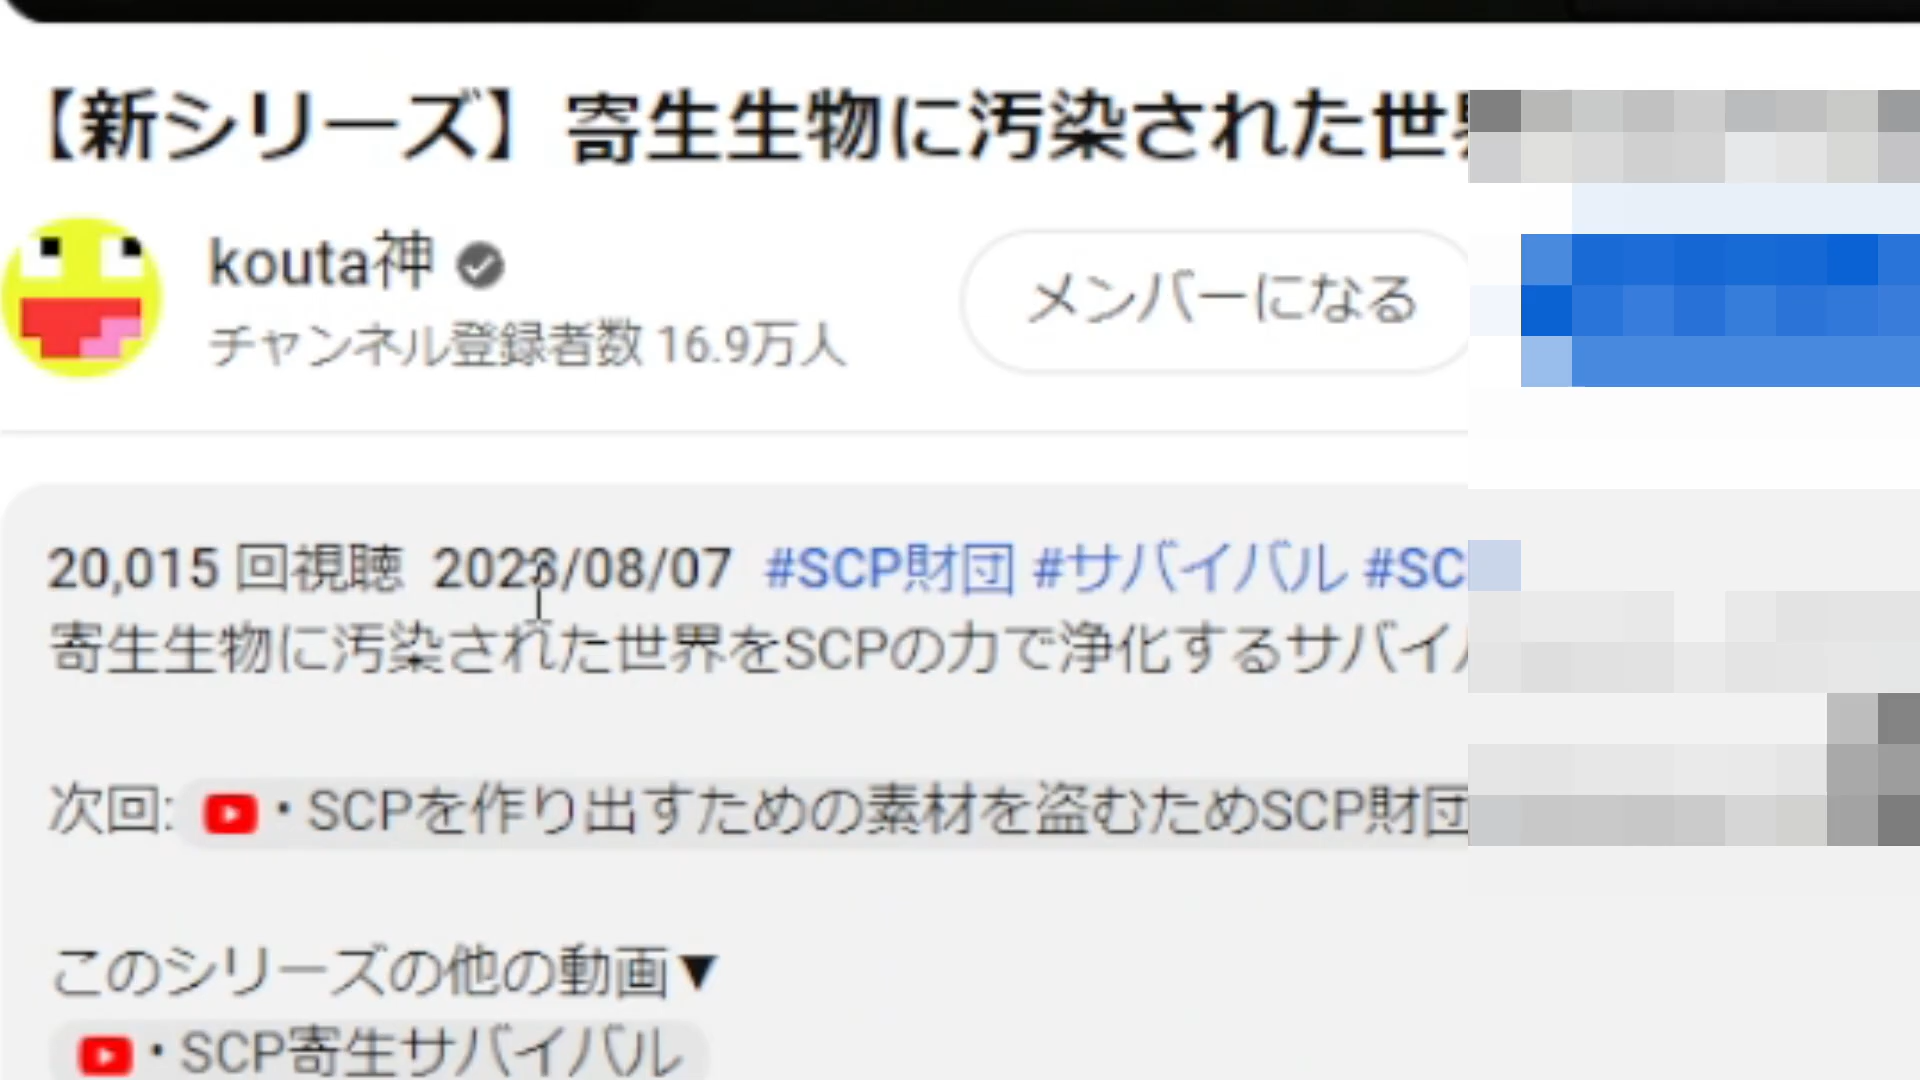 【新シリーズ】寄生生物に汚染された世
kouta神
チャンネル登録者数 16.9万人
メンバーになる
20,015 回視聴 2023/08/07 #SCP財団 #サバイバル #SC
寄生生物に汚染された世界をSCPの力で浄化するサバイ
次回: ・SCPを作り出すための素材を盗むためSCP財団
このシリーズの他の動画▼
・SCP寄生サバイバル